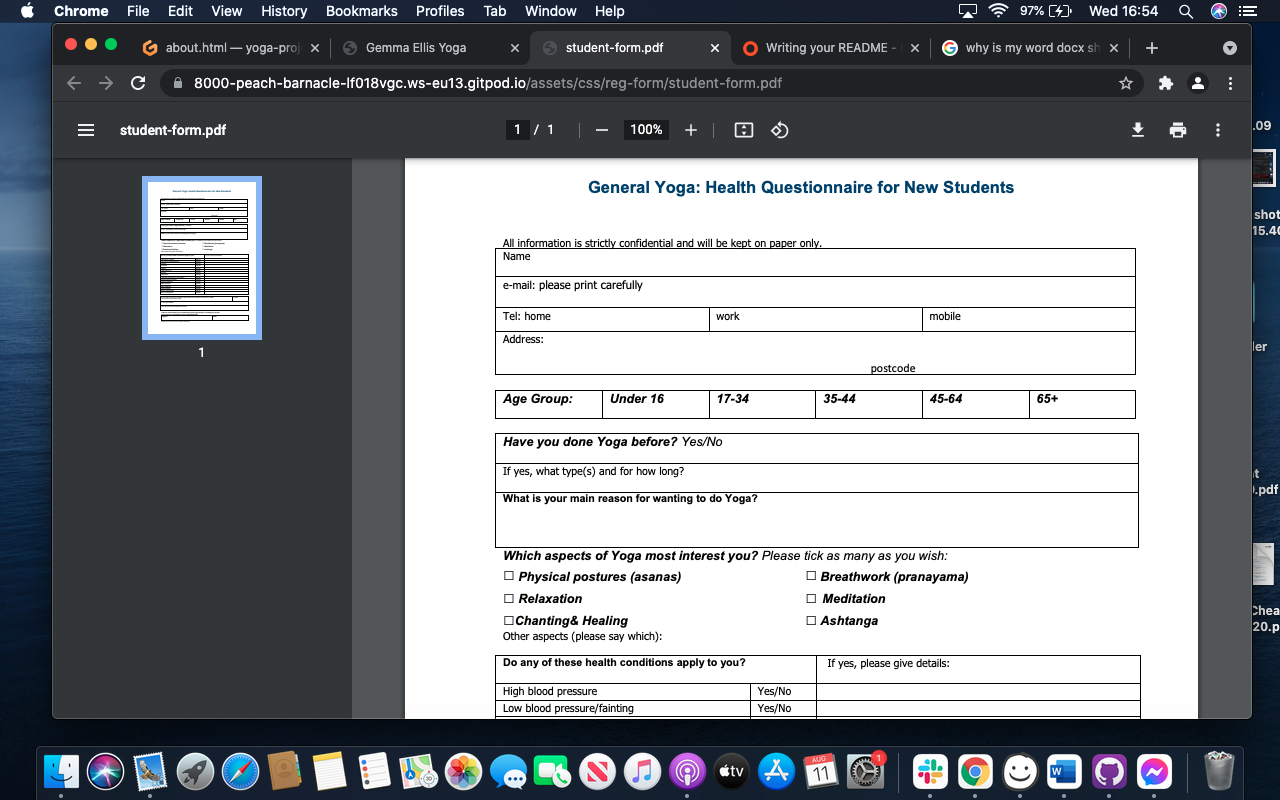 Chrome File Edit View History Bookmarks Profiles Tab Window Help 97% Wed 16:54
about.html — yoga-proj Gemma Ellis Yoga student-form.pdf Writing your README - why is my word docx sh
8000-peach-barnacle-lf018vgc.ws-eu13.gitpod.io/assets/css/reg-form/student-form.pdf
student-form.pdf 1 / 1 100%
1
General Yoga: Health Questionnaire for New Students
All information is strictly confidential and will be kept on paper only.
Name
e-mail: please print carefully
Tel: home work mobile
Address:
postcode
Age Group: Under 16 17-34 35-44 45-64 65+
Have you done Yoga before? Yes/No
If yes, what type(s) and for how long?
What is your main reason for wanting to do Yoga?
Which aspects of Yoga most interest you? Please tick as many as you wish:
Physical postures (asanas) Breathwork (pranayama)
Relaxation Meditation
Chanting& Healing Ashtanga
Other aspects (please say which):
Do any of these health conditions apply to you? If yes, please give details:
High blood pressure Yes/No
Low blood pressure/fainting Yes/No
.09
shot
15.40
ler
.pdf
Chea
20.p
AUG
11
tv
1